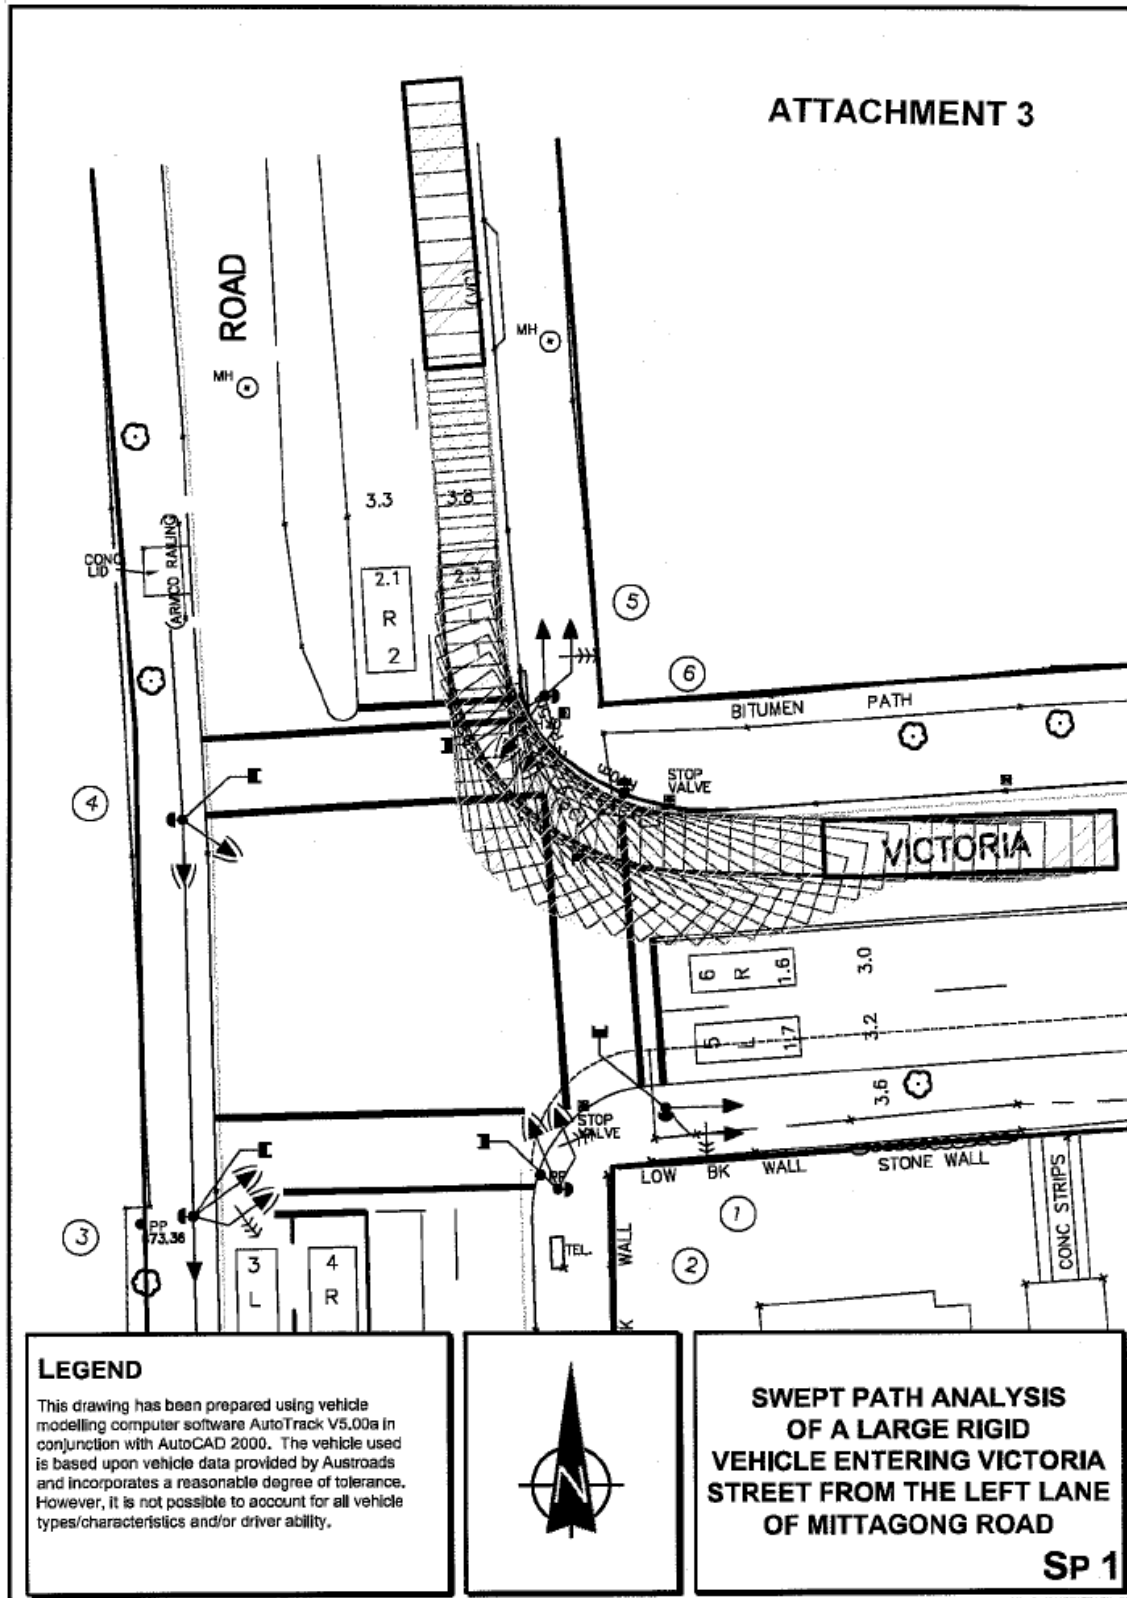 ATTACHMENT 3
ROAD
(VC)
MH
MH
3.3
3.8
CONC
LID
(ARMCO RAILING)
2.1
R
2
2.3
5
6
BITUMEN PATH
STOP
VALVE
4
VICTORIA
6 R 1.6
3.0
5 L 1.7
3.2
3.6
STOP
VALVE
PP
LOW BK WALL
STONE WALL
CONC STRIPS
1
2
3
PP
673.36
WALL
TEL.
3
L
4
R
LEGEND
This drawing has been prepared using vehicle
modelling computer software AutoTrack V5.00a in
conjunction with AutoCAD 2000. The vehicle used
is based upon vehicle data provided by Austroads
and incorporates a reasonable degree of tolerance.
However, it is not possible to account for all vehicle
types/characteristics and/or driver ability.
N
SWEPT PATH ANALYSIS
OF A LARGE RIGID
VEHICLE ENTERING VICTORIA
STREET FROM THE LEFT LANE
OF MITTAGONG ROAD
SP 1